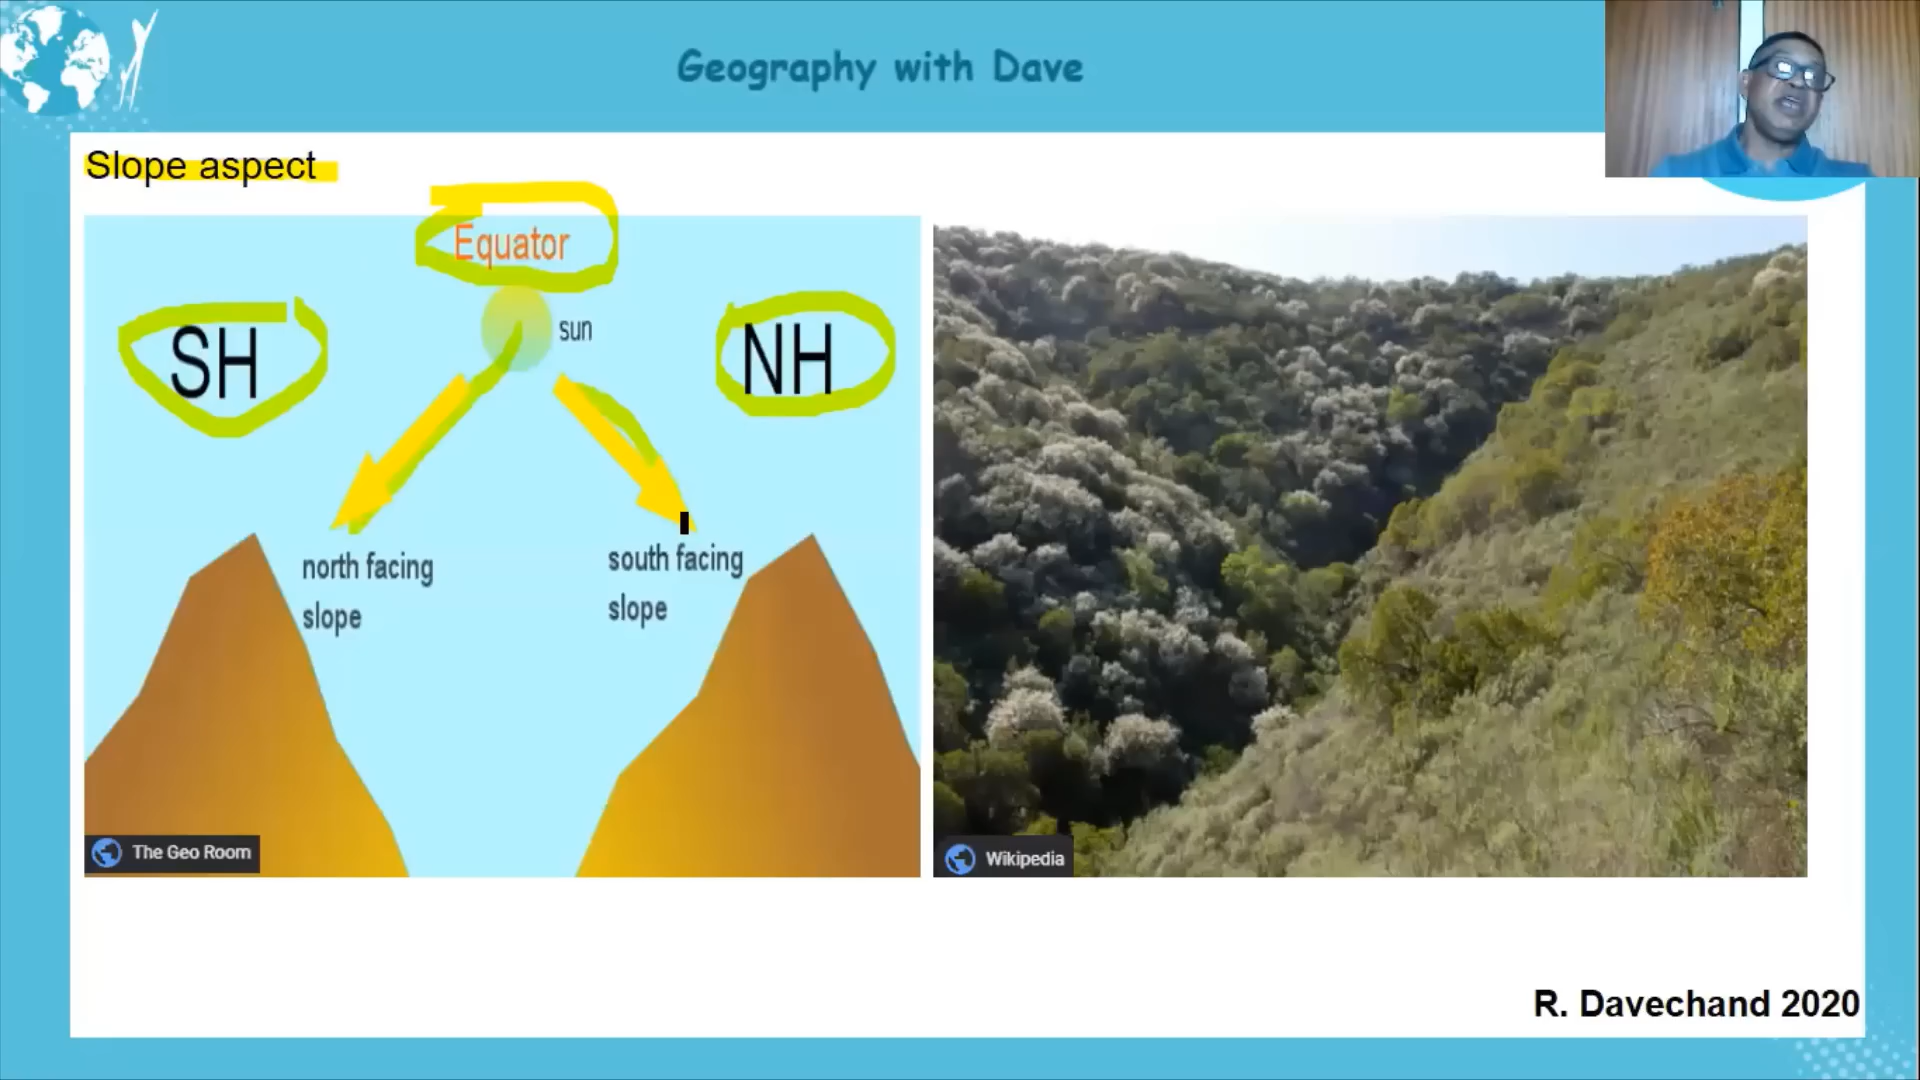 Geography with Dave
Slope aspect
Equator
sun
SH
NH
north facing
slope
south facing
slope
The Geo Room
Wikipedia
R. Davechand 2020